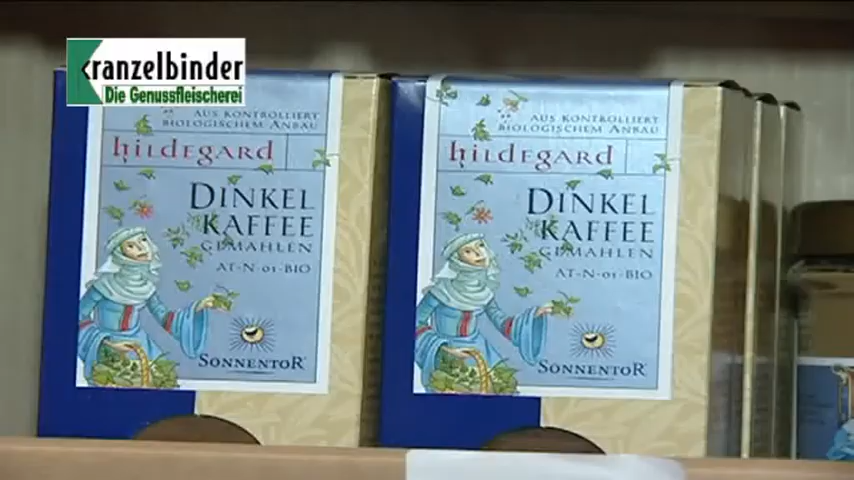 Kranzelbinder
Die Genussfleischerei
AUS KONTROLLIERT
BIOLOGISCHEM ANBAU
hILDEGARD
DINKEL
KAFFEE
GEMAHLEN
AT-N-01-BIO
SONNENTOR
AUS KONTROLLIERT
BIOLOGISCHEM ANBAU
hILDEGARD
DINKEL
KAFFEE
GEMAHLEN
AT-N-01-BIO
SONNENTOR